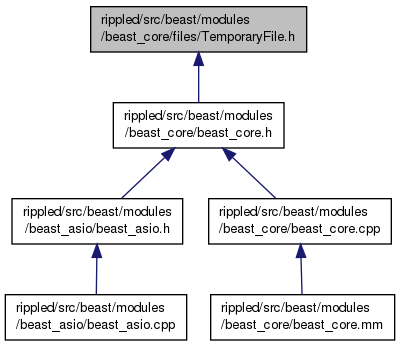 rippled/src/beast/modules
/beast_core/files/TemporaryFile.h
rippled/src/beast/modules
/beast_core/beast_core.h
rippled/src/beast/modules
/beast_asio/beast_asio.h
rippled/src/beast/modules
/beast_core/beast_core.cpp
rippled/src/beast/modules
/beast_asio/beast_asio.cpp
rippled/src/beast/modules
/beast_core/beast_core.mm